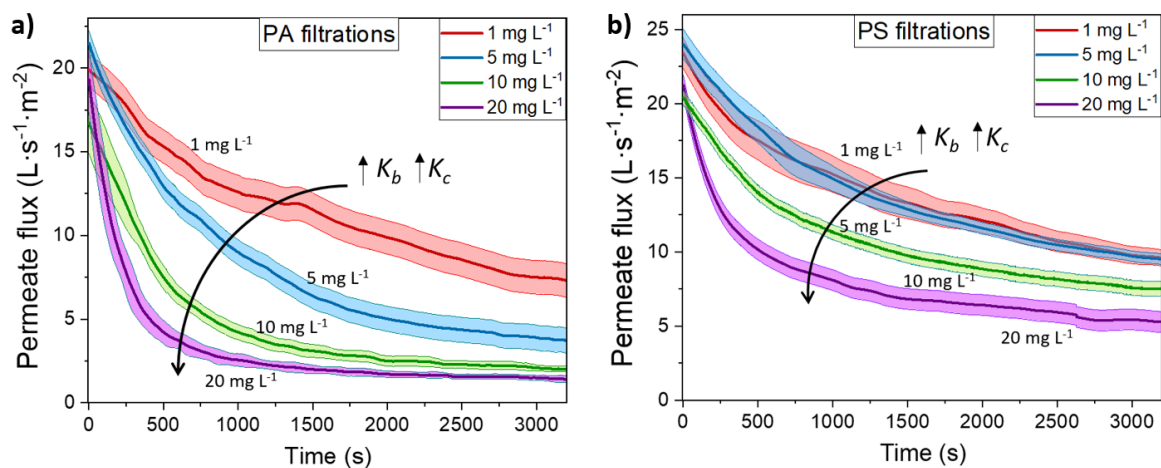 a)
PA filtrations
1 mg L⁻¹
5 mg L⁻¹
10 mg L⁻¹
20 mg L⁻¹
Permeate flux (L·s⁻¹·m⁻²)
20
15
10
5
0
1 mg L⁻¹
↑ K_b ↑ K_c
5 mg L⁻¹
10 mg L⁻¹
20 mg L⁻¹
0 500 1000 1500 2000 2500 3000
Time (s)
b)
PS filtrations
1 mg L⁻¹
5 mg L⁻¹
10 mg L⁻¹
20 mg L⁻¹
Permeate flux (L·s⁻¹·m⁻²)
25
20
15
10
5
0
1 mg L⁻¹
↑ K_b ↑ K_c
5 mg L⁻¹
10 mg L⁻¹
20 mg L⁻¹
0 500 1000 1500 2000 2500 3000
Time (s)